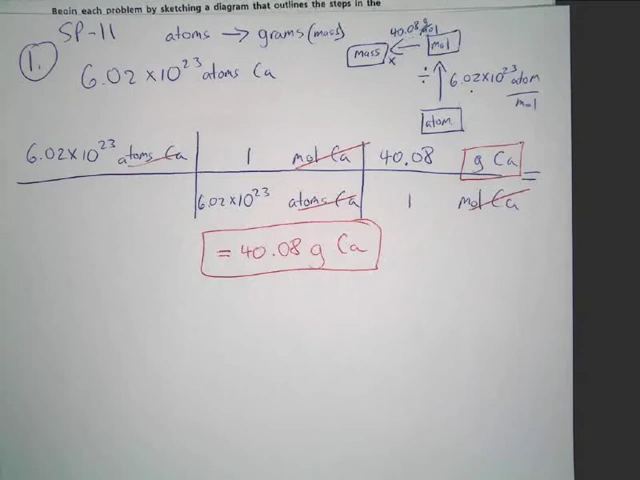 Begin each problem by sketching a diagram that outlines the steps in the
SP-11 atoms → grams (mass)
1. 6.02 × 10^23 atoms Ca
40.08 g/mol
mass ← mol
×
÷ ↑ 6.02×10^23 atom/mol
atom
6.02×10^23 atoms Ca | 1 mol Ca | 40.08 g Ca =
6.02×10^23 atoms Ca | 1 mol Ca
= 40.08 g Ca